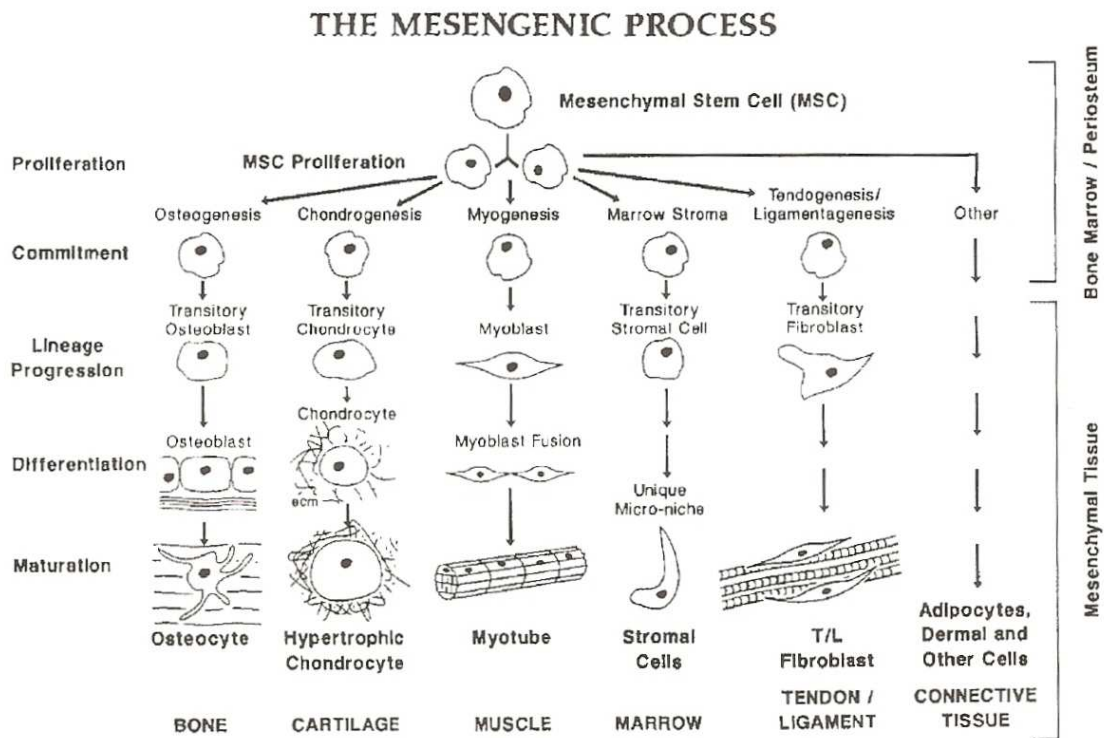 THE MESENGENIC PROCESS
Mesenchymal Stem Cell (MSC)
Proliferation
MSC Proliferation
Osteogenesis
Chondrogenesis
Myogenesis
Marrow Stroma
Tendogenesis/
Ligamentagenesis
Other
Commitment
Transitory
Osteoblast
Transitory
Chondrocyte
Myoblast
Transitory
Stromal Cell
Transitory
Fibroblast
Lineage
Progression
Chondrocyte
Osteoblast
Myoblast Fusion
Differentiation
ecm
Unique
Micro-niche
Maturation
Osteocyte
Hypertrophic
Chondrocyte
Myotube
Stromal
Cells
T/L
Fibroblast
Adipocytes,
Dermal and
Other Cells
BONE
CARTILAGE
MUSCLE
MARROW
TENDON /
LIGAMENT
CONNECTIVE
TISSUE
Bone Marrow / Periosteum
Mesenchymal Tissue